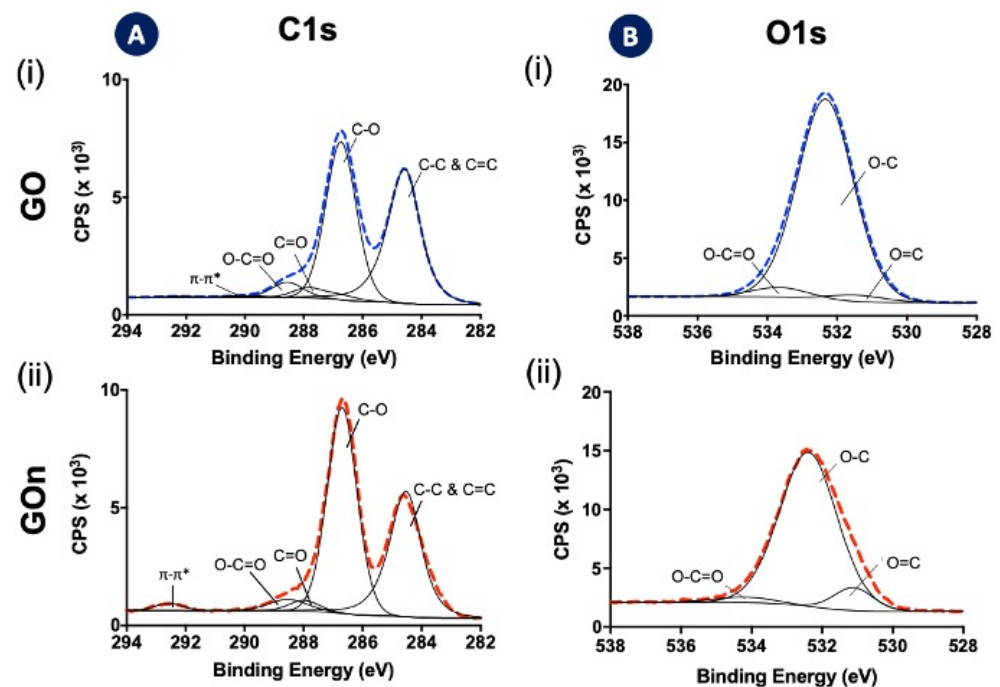 A
C1s
B
O1s
(i)
GO
CPS (x 10³)
10
5
0
C-O
C-C & C=C
C=O
O-C=O
π-π*
294 292 290 288 286 284 282
Binding Energy (eV)
(i)
CPS (x 10³)
20
15
10
5
0
O-C
O-C=O
O=C
538 536 534 532 530 528
Binding Energy (eV)
(ii)
GOn
CPS (x 10³)
10
5
0
C-O
C-C & C=C
C=O
O-C=O
π-π*
294 292 290 288 286 284 282
Binding Energy (eV)
(ii)
CPS (x 10³)
20
15
10
5
0
O-C
O-C=O
O=C
538 536 534 532 530 528
Binding Energy (eV)